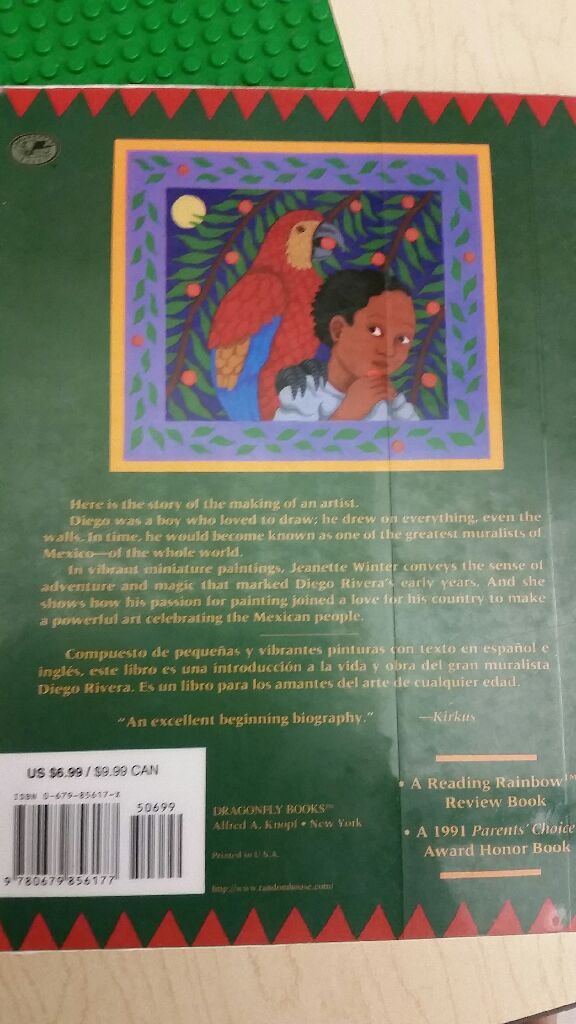 Here is the story of the making of an artist.
Diego was a boy who loved to draw; he drew on everything, even the
walls. In time, he would become known as one of the greatest muralists of
Mexico—of the whole world.
In vibrant miniature paintings, Jeanette Winter conveys the sense of
adventure and magic that marked Diego Rivera's early years. And she
shows how his passion for painting joined a love for his country to make
a powerful art celebrating the Mexican people.
Compuesto de pequeñas y vibrantes pinturas con texto en español e
inglés, este libro es una introducción a la vida y obra del gran muralista
Diego Rivera. Es un libro para los amantes del arte de cualquier edad.
"An excellent beginning biography." —Kirkus
US $6.99 / $9.99 CAN
ISBN 0-679-85617-X
50699
9 780679 856177
DRAGONFLY BOOKS™
Alfred A. Knopf • New York
Printed in U.S.A.
http://www.randomhouse.com/
• A Reading Rainbow™
Review Book
• A 1991 Parents' Choice
Award Honor Book